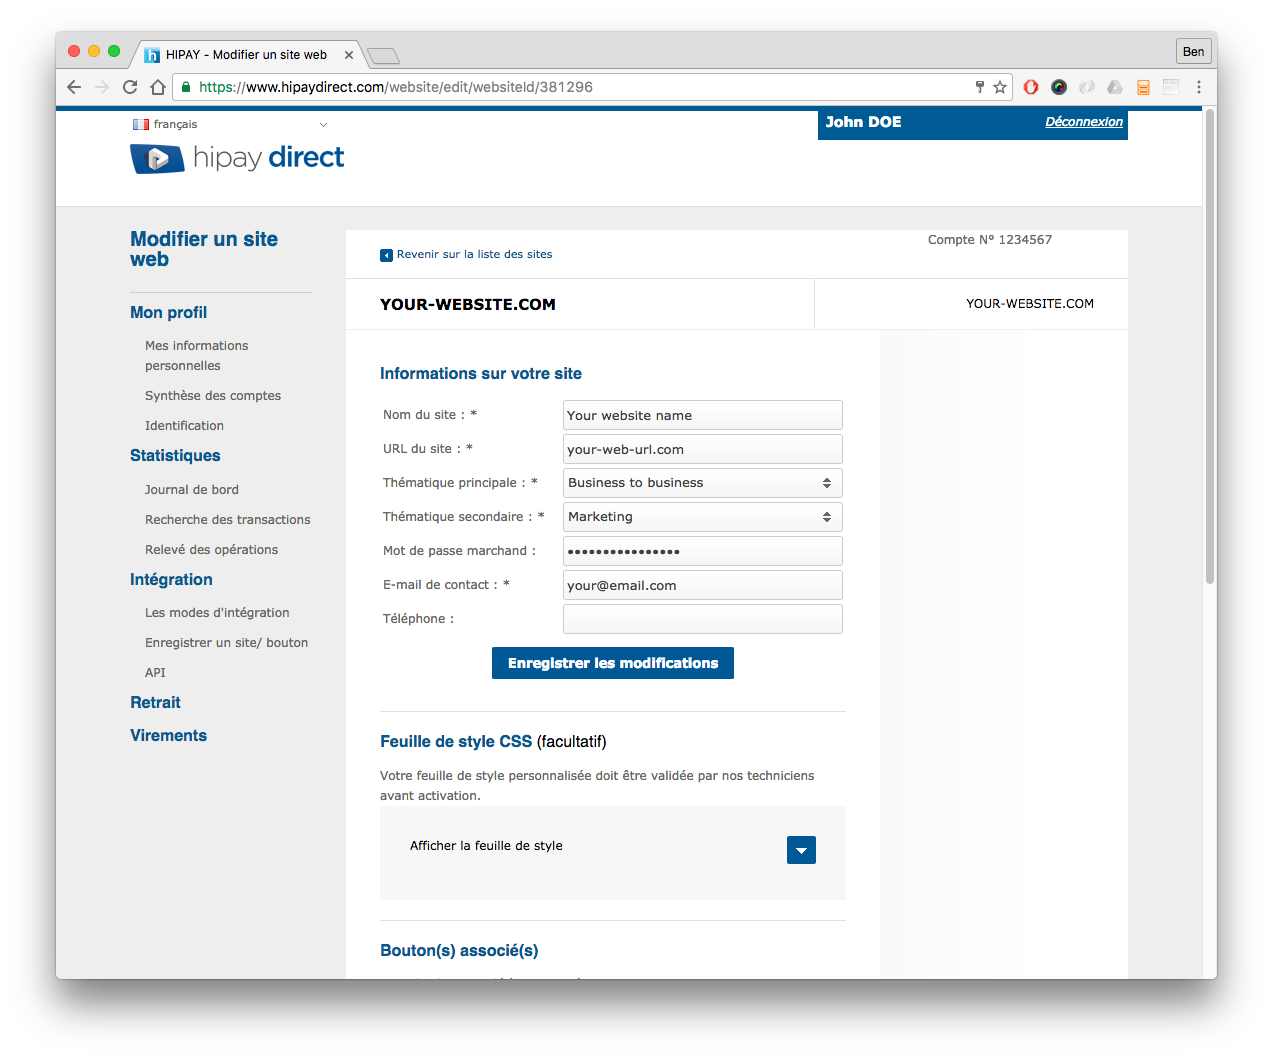 HIPAY - Modifier un site web
Ben
https://www.hipaydirect.com/website/edit/websiteId/381296
français
John DOE
Déconnexion
hipay direct
Modifier un site
web
Mon profil
Mes informations
personnelles
Synthèse des comptes
Identification
Statistiques
Journal de bord
Recherche des transactions
Relevé des opérations
Intégration
Les modes d'intégration
Enregistrer un site/ bouton
API
Retrait
Virements
Compte N° 1234567
Revenir sur la liste des sites
YOUR-WEBSITE.COM
YOUR-WEBSITE.COM
Informations sur votre site
Nom du site : * Your website name
URL du site : * your-web-url.com
Thématique principale : * Business to business
Thématique secondaire : * Marketing
Mot de passe marchand : ••••••••••••••••
E-mail de contact : * your@email.com
Téléphone :
Enregistrer les modifications
Feuille de style CSS (facultatif)
Votre feuille de style personnalisée doit être validée par nos techniciens
avant activation.
Afficher la feuille de style
Bouton(s) associé(s)